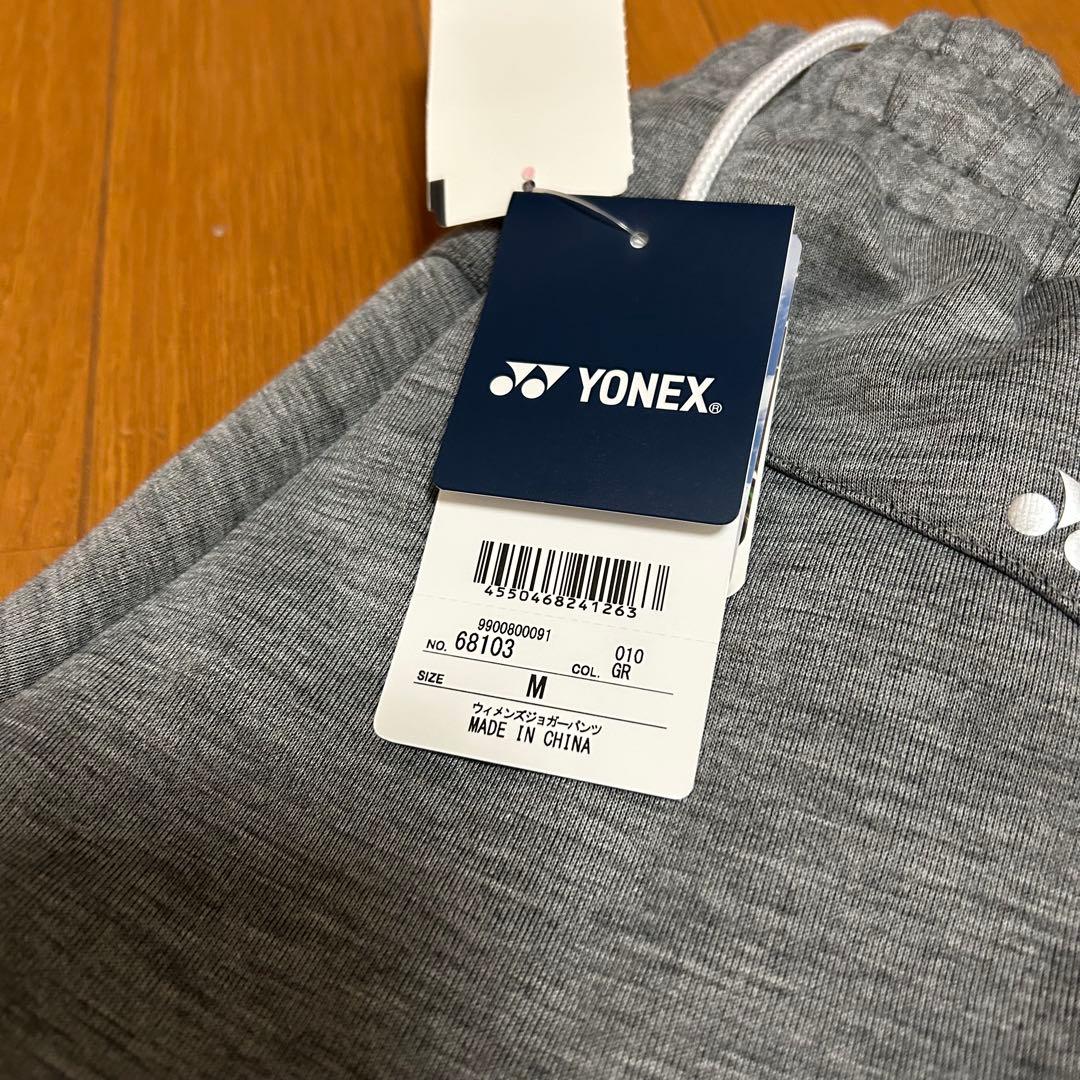 YONEX®
4550468241263
9900800091
NO. 68103
010
COL. GR
SIZE M
ウィメンズジョガーパンツ
MADE IN CHINA